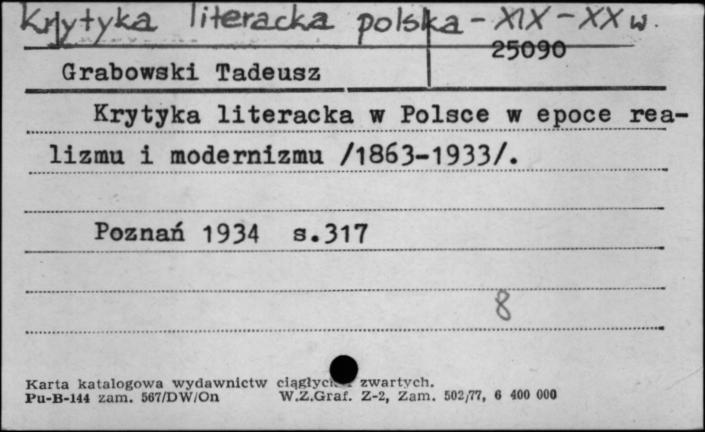 Krytyka literacka polska - XIX - XX w.
25090
Grabowski Tadeusz
Krytyka literacka w Polsce w epoce rea-
lizmu i modernizmu /1863-1933/.
Poznań 1934 s.317
8
Karta katalogowa wydawnictw ciągłych i zwartych.
Pu-B-144 zam. 567/DW/On W.Z.Graf. Z-2, Zam. 502/77, 6 400 000